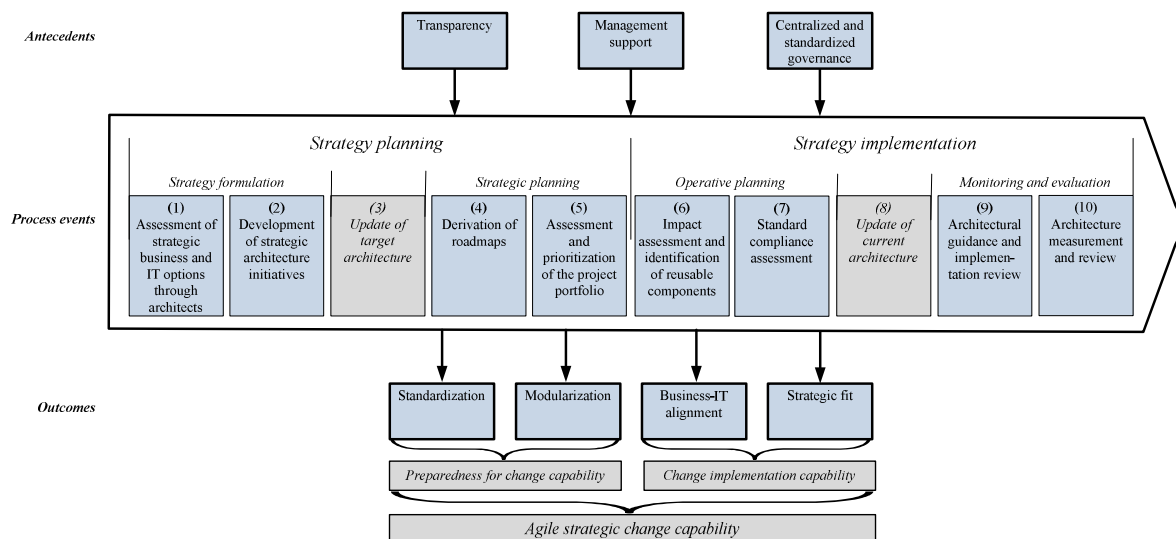 Antecedents
Transparency
Management
support
Centralized and
standardized
governance
Strategy planning
Strategy implementation
Strategy formulation
Strategic planning
Operative planning
Monitoring and evaluation
Process events
(1)
Assessment of
strategic
business and
IT options
through
architects
(2)
Development
of strategic
architecture
initiatives
(3)
Update of
target
architecture
(4)
Derivation of
roadmaps
(5)
Assessment
and
prioritization
of the project
portfolio
(6)
Impact
assessment and
identification
of reusable
components
(7)
Standard
compliance
assessment
(8)
Update of
current
architecture
(9)
Architectural
guidance and
implemen-
tation review
(10)
Architecture
measurement
and review
Outcomes
Standardization
Modularization
Business-IT
alignment
Strategic fit
Preparedness for change capability
Change implementation capability
Agile strategic change capability